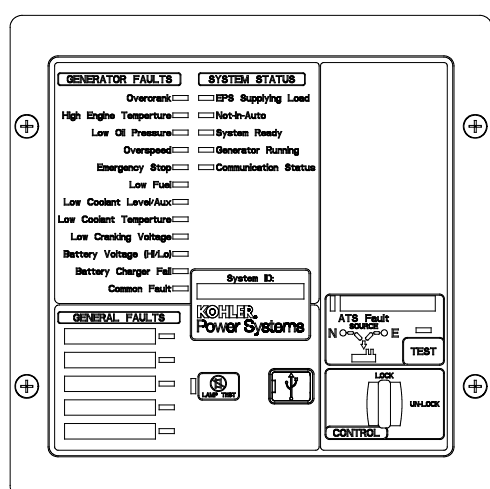 GENERATOR FAULTS
Overcrank
High Engine Temperture
Low Oil Pressure
Overspeed
Emergency Stop
Low Fuel
Low Coolant Level/Aux
Low Coolant Temperture
Low Cranking Voltage
Battery Voltage (Hi/Lo)
Battery Charger Fail
Common Fault
SYSTEM STATUS
EPS Supplying Load
Not-In-Auto
System Ready
Generator Running
Communication Status
System ID:
KOHLER®
Power Systems
GENERAL FAULTS
LAMP TEST
ATS Fault
SOURCE
N E
TEST
LOCK
UN-LOCK
CONTROL